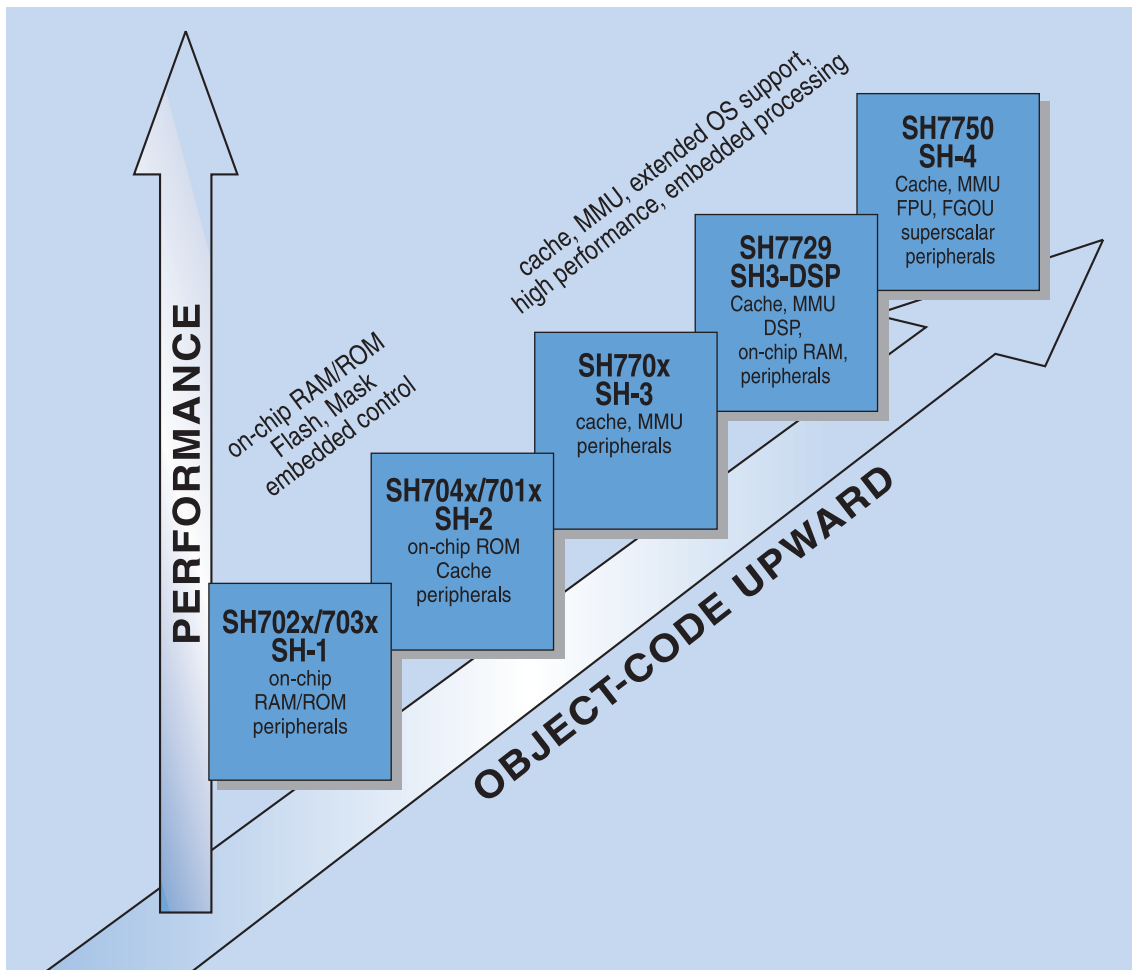 PERFORMANCE
on-chip RAM/ROM
Flash, Mask
embedded control
cache, MMU, extended OS support,
high performance, embedded processing
SH702x/703x
SH-1
on-chip
RAM/ROM
peripherals
SH704x/701x
SH-2
on-chip ROM
Cache
peripherals
SH770x
SH-3
cache, MMU
peripherals
SH7729
SH3-DSP
Cache, MMU
DSP,
on-chip RAM,
peripherals
SH7750
SH-4
Cache, MMU
FPU, FGOU
superscalar
peripherals
OBJECT-CODE UPWARD